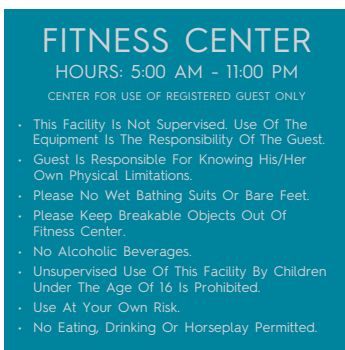 FITNESS CENTER
HOURS: 5:00 AM - 11:00 PM
CENTER FOR USE OF REGISTERED GUEST ONLY
• This Facility Is Not Supervised. Use Of The
Equipment Is The Responsibility Of The Guest.
• Guest Is Responsible For Knowing His/Her
Own Physical Limitations.
• Please No Wet Bathing Suits Or Bare Feet.
• Please Keep Breakable Objects Out Of
Fitness Center.
• No Alcoholic Beverages.
• Unsupervised Use Of This Facility By Children
Under The Age Of 16 Is Prohibited.
• Use At Your Own Risk.
• No Eating, Drinking Or Horseplay Permitted.